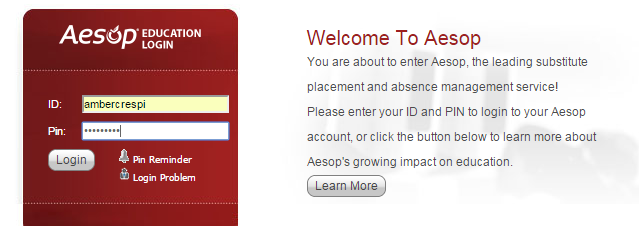 Aesop EDUCATION
LOGIN
ID: ambercrespi
Pin: •••••••••
Login
Pin Reminder
Login Problem
Welcome To Aesop
You are about to enter Aesop, the leading substitute
placement and absence management service!
Please enter your ID and PIN to login to your Aesop
account, or click the button below to learn more about
Aesop's growing impact on education.
Learn More